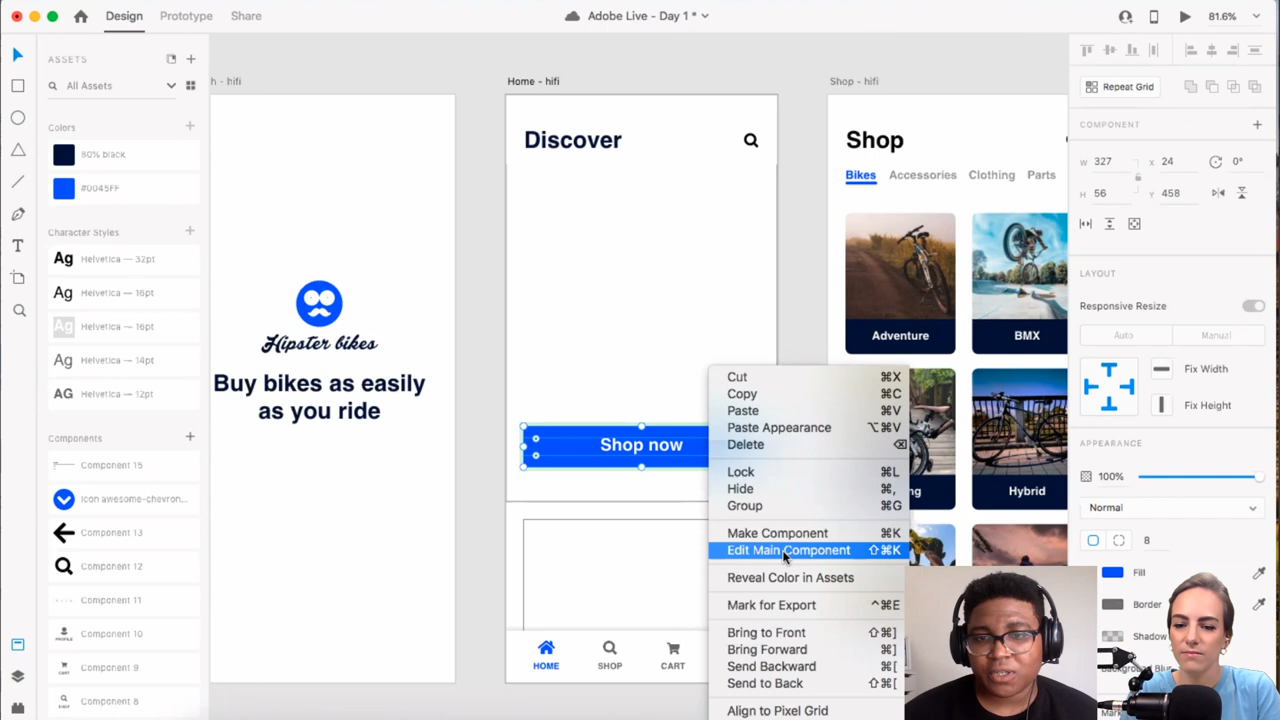 Design Prototype Share
Adobe Live - Day 1 *
81.6%
ASSETS
All Assets
Colors
80% black
#0045FF
Character Styles
Ag Helvetica — 32pt
Ag Helvetica — 16pt
Ag Helvetica — 16pt
Ag Helvetica — 14pt
AG Helvetica — 12pt
Components
Component 15
Icon awesome-chevron...
Component 13
Component 12
Component 11
PROFILE
Component 10
CART
Component 9
Component 8
h - hifi
Hipster bikes
Buy bikes as easily
as you ride
Home - hifi
Discover
Shop now
HOME SHOP CART
Shop - hifi
Shop
Bikes Accessories Clothing Parts
Adventure BMX
ng Hybrid
Cut ⌘X
Copy ⌘C
Paste ⌘V
Paste Appearance ⌥⌘V
Delete ⌫
Lock ⌘L
Hide ⌘,
Group ⌘G
Make Component ⌘K
Edit Main Component ⇧⌘K
Reveal Color in Assets
Mark for Export ^⌘E
Bring to Front ⇧⌘]
Bring Forward ⌘]
Send Backward ⌘[
Send to Back ⇧⌘[
Align to Pixel Grid
Repeat Grid
COMPONENT
W 327 X 24 0°
H 56 Y 458
LAYOUT
Responsive Resize
Auto Manual
Fix Width
Fix Height
APPEARANCE
100%
Normal
8
Fill
Border
Shadow
Background Blur